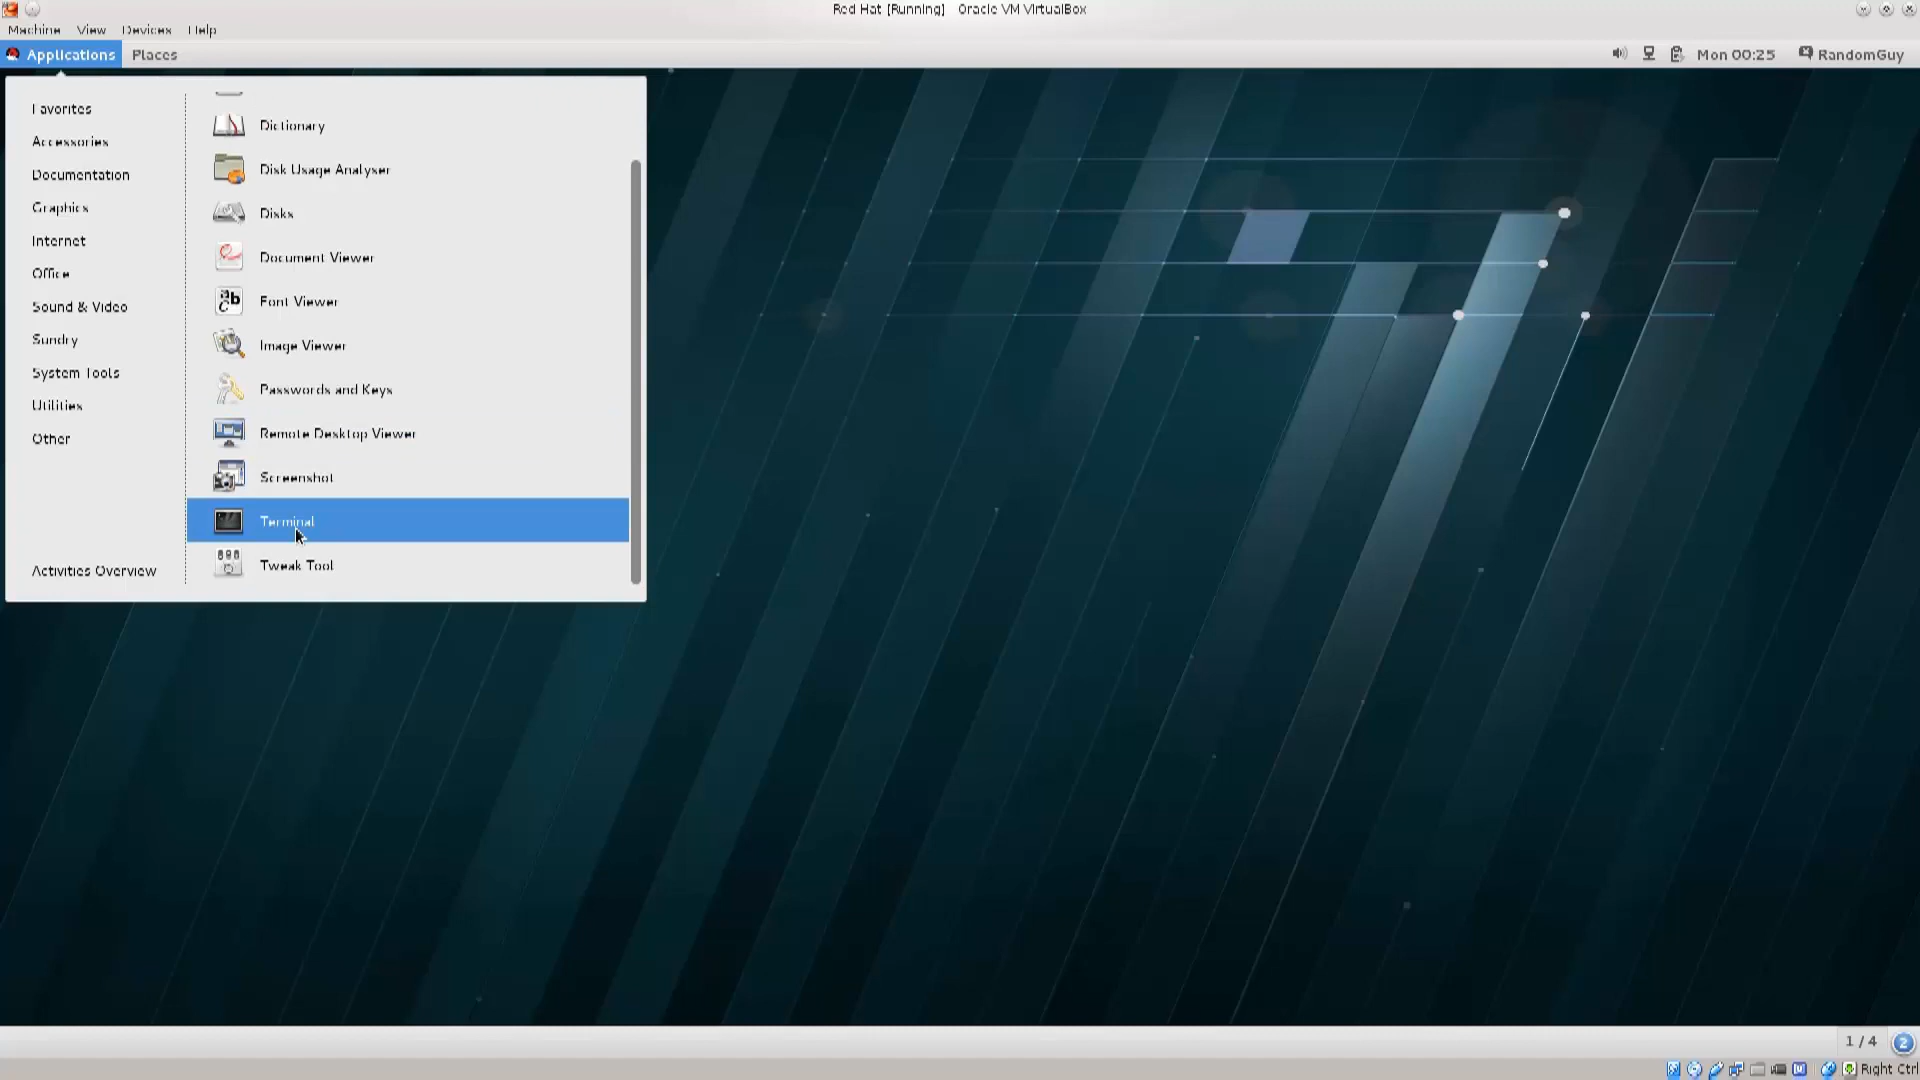 Red Hat [Running] Oracle VM VirtualBox
Machine View Devices Help
Applications Places Mon 00:25 RandomGuy
Favorites
Accessories
Documentation
Graphics
Internet
Office
Sound & Video
Sundry
System Tools
Utilities
Other
Activities Overview
Dictionary
Disk Usage Analyser
Disks
Document Viewer
Font Viewer
Image Viewer
Passwords and Keys
Remote Desktop Viewer
Screenshot
Terminal
Tweak Tool
1 / 4 2
Right Ctrl